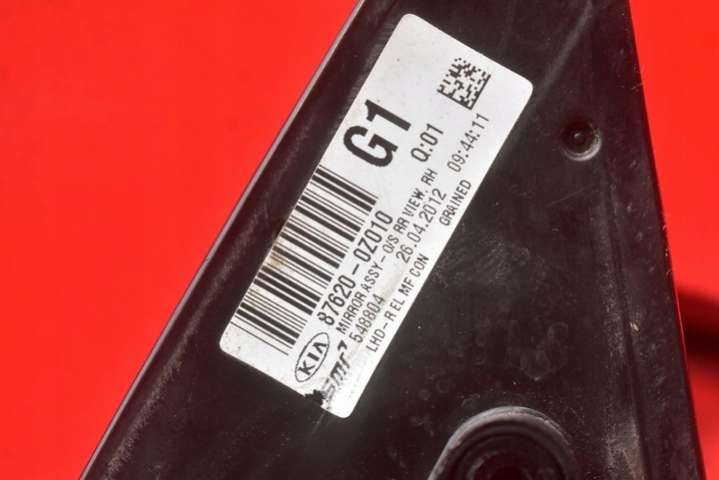 G1
Q:01
87620-0Z010
KIA
MIRROR ASSY-O/S RR VIEW, RH
548804 26.04.2012 09:44:11
LHD-R EL MF CON GRAINED